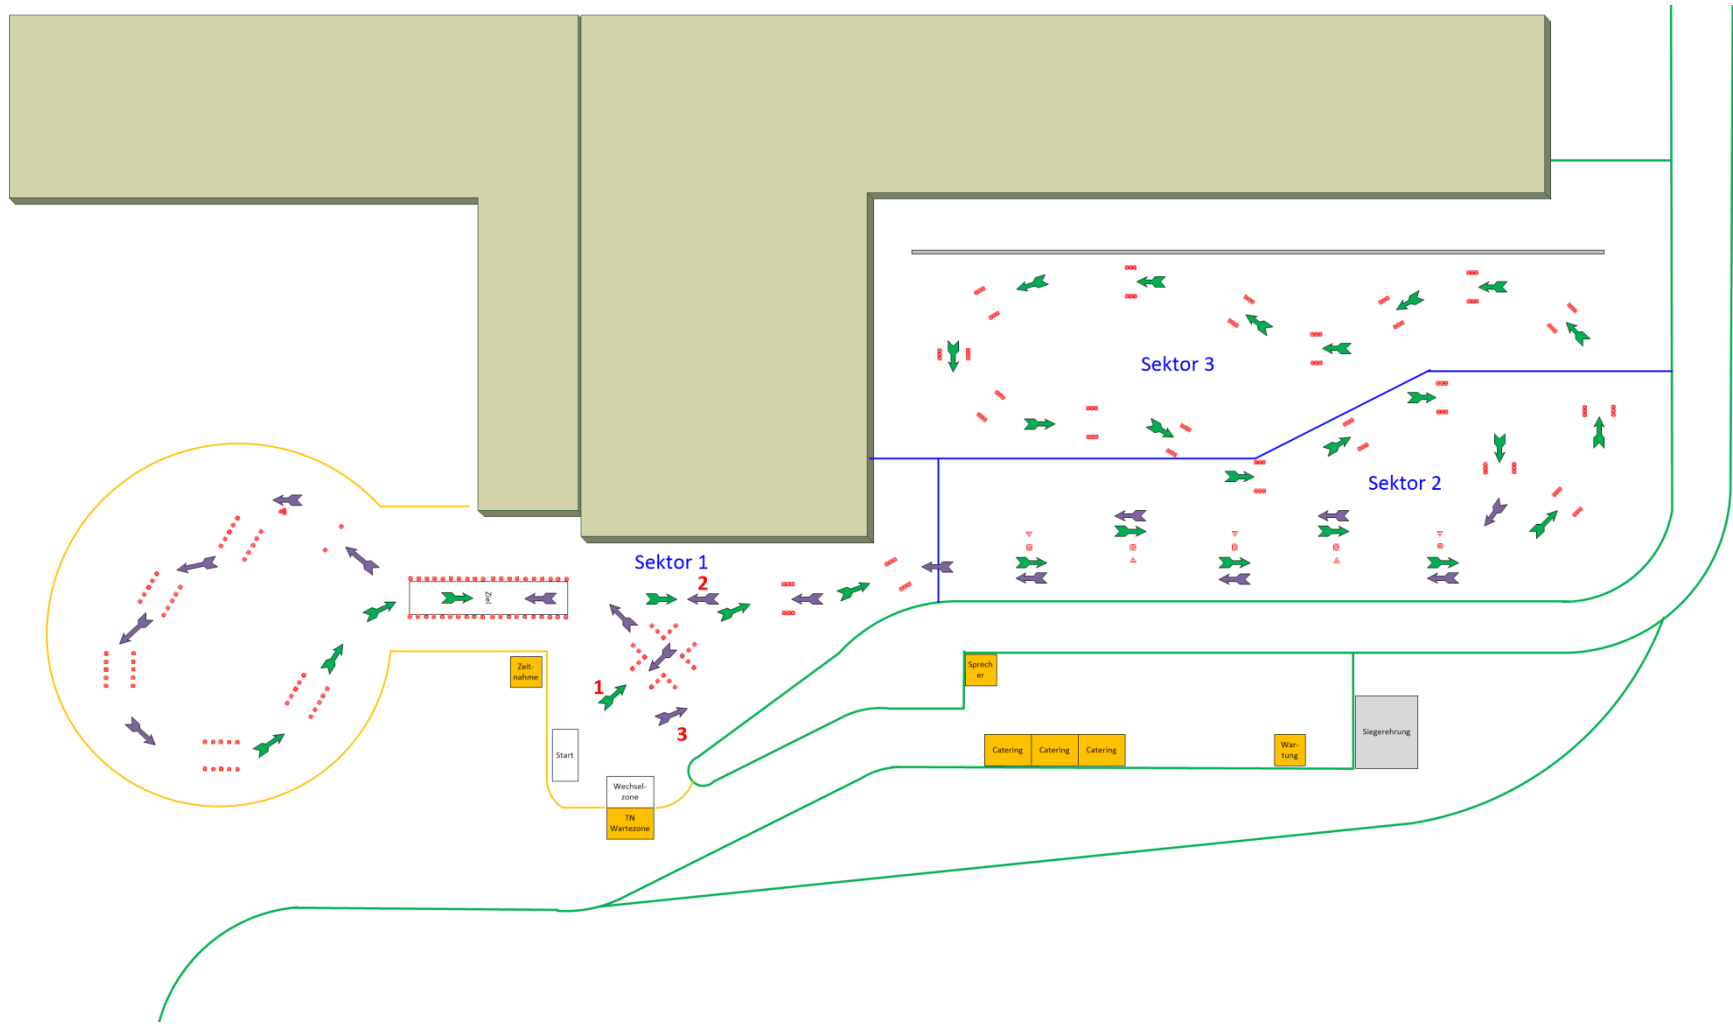 Sektor 3
Sektor 2
Sektor 1
2
Ziel
1
3
Zeit-
nahme
Start
Wechsel-
zone
TN
Wartezone
Sprech
er
Catering
Catering
Catering
War-
tung
Siegerehrung